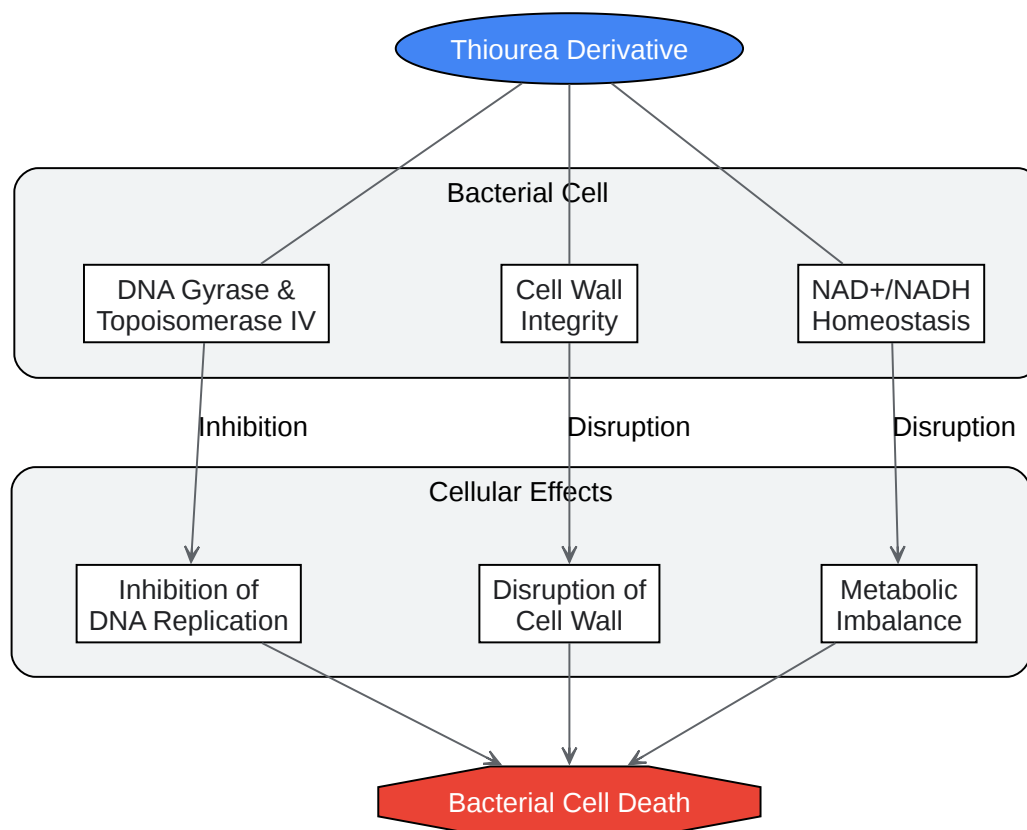 Thiourea Derivative
Bacterial Cell
DNA Gyrase &
Topoisomerase IV
Cell Wall
Integrity
NAD+/NADH
Homeostasis
Inhibition
Disruption
Disruption
Cellular Effects
Inhibition of
DNA Replication
Disruption of
Cell Wall
Metabolic
Imbalance
Bacterial Cell Death